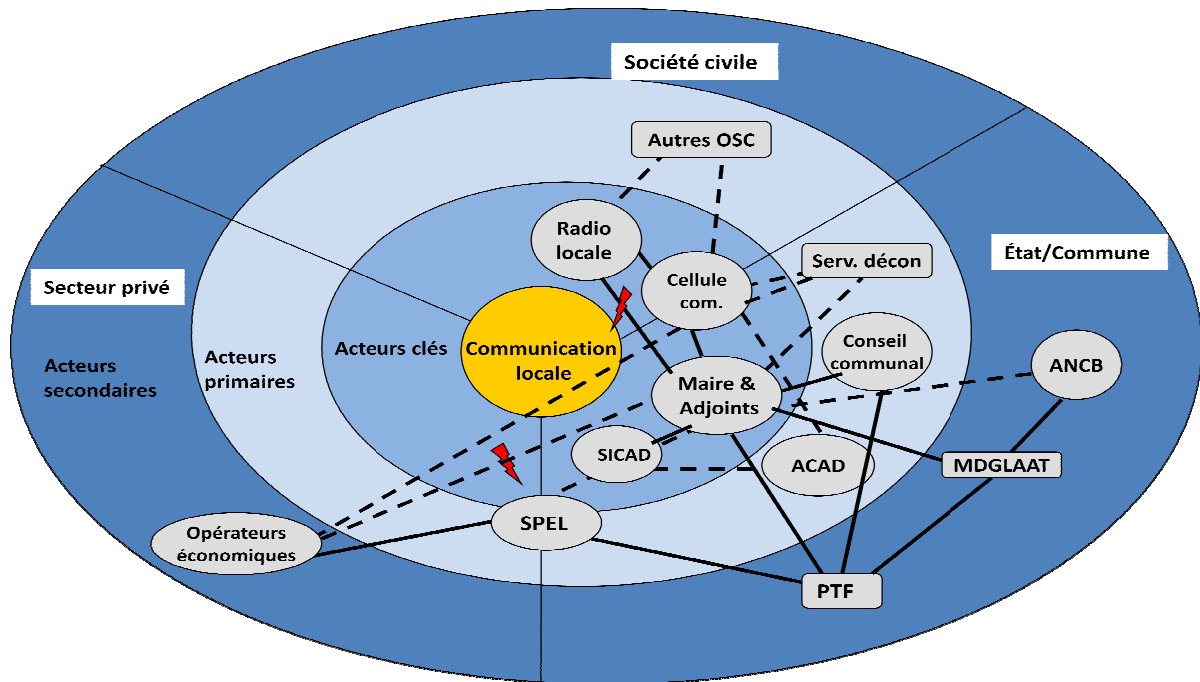 Société civile
Autres OSC
Radio
locale
Cellule
com.
Serv. décon
État/Commune
Secteur privé
Acteurs
secondaires
Acteurs
primaires
Acteurs clés
Communication
locale
Conseil
communal
ANCB
Maire &
Adjoints
SICAD
ACAD
MDGLAAT
SPEL
Opérateurs
économiques
PTF